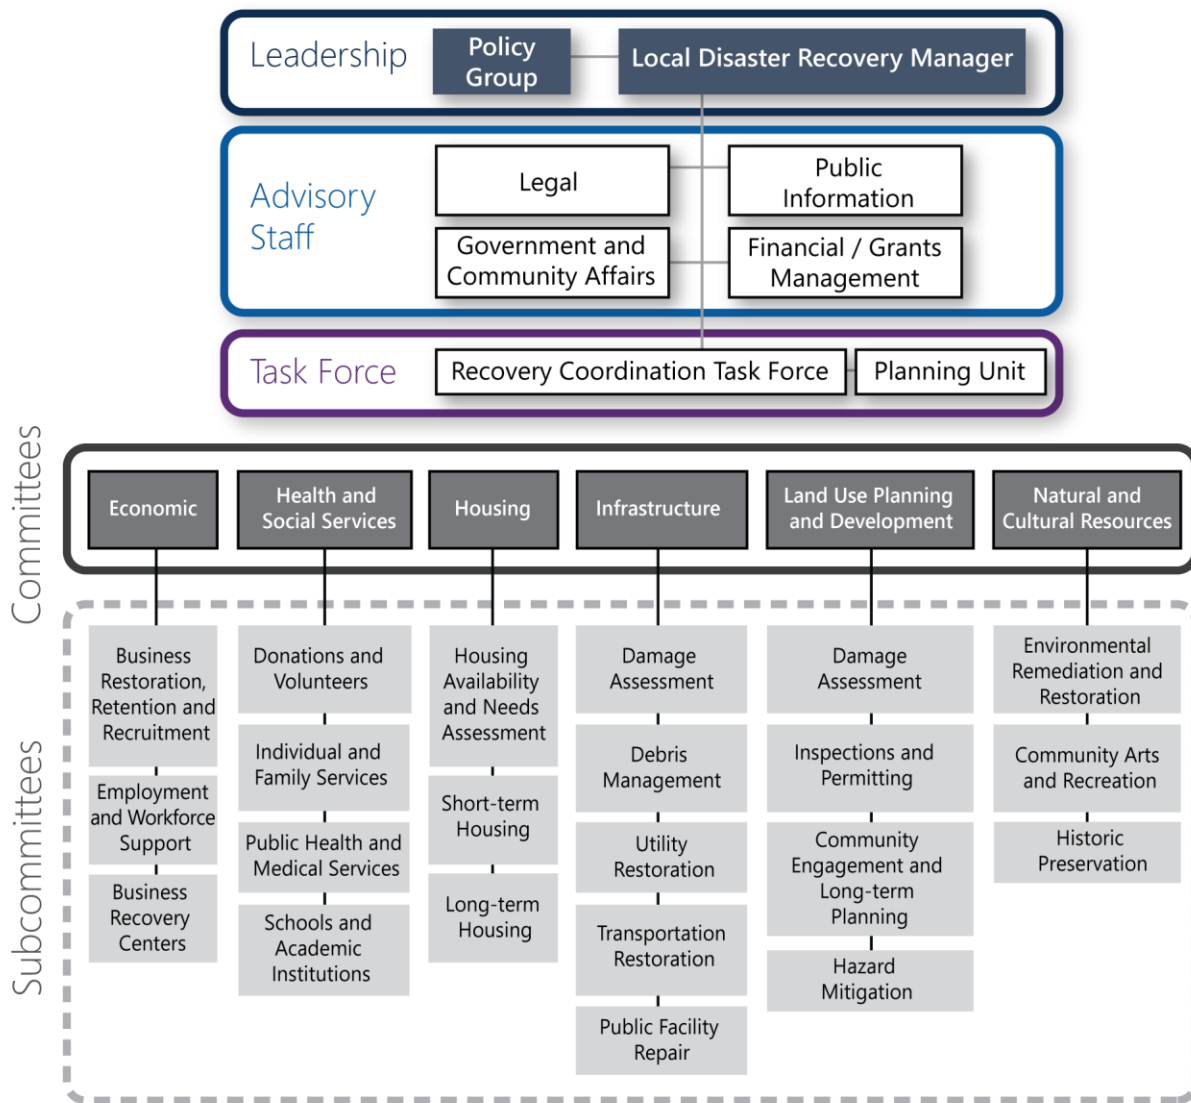 Leadership
Policy
Group
Local Disaster Recovery Manager
Advisory
Staff
Legal
Public
Information
Government and
Community Affairs
Financial / Grants
Management
Task Force
Recovery Coordination Task Force
Planning Unit
Committees
Economic
Health and
Social Services
Housing
Infrastructure
Land Use Planning
and Development
Natural and
Cultural Resources
Subcommittees
Business
Restoration,
Retention and
Recruitment
Employment
and Workforce
Support
Business
Recovery
Centers
Donations and
Volunteers
Individual and
Family Services
Public Health and
Medical Services
Schools and
Academic
Institutions
Housing
Availability
and Needs
Assessment
Short-term
Housing
Long-term
Housing
Damage
Assessment
Debris
Management
Utility
Restoration
Transportation
Restoration
Public Facility
Repair
Damage
Assessment
Inspections and
Permitting
Community
Engagement and
Long-term
Planning
Hazard
Mitigation
Environmental
Remediation and
Restoration
Community Arts
and Recreation
Historic
Preservation